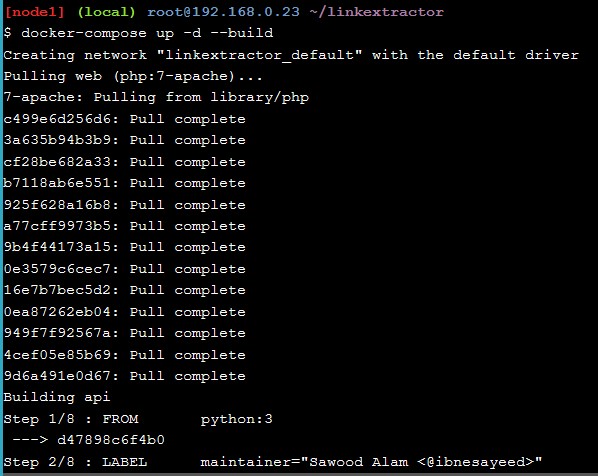 [node1] (local) root@192.168.0.23 ~/linkextractor
$ docker-compose up -d --build
Creating network "linkextractor_default" with the default driver
Pulling web (php:7-apache)...
7-apache: Pulling from library/php
c499e6d256d6: Pull complete
3a635b94b3b9: Pull complete
cf28be682a33: Pull complete
b7118ab6e551: Pull complete
925f628a16b8: Pull complete
a77cff9973b5: Pull complete
9b4f44173a15: Pull complete
0e3579c6cec7: Pull complete
16e7b7bec5d2: Pull complete
0ea87262eb04: Pull complete
949f7f92567a: Pull complete
4cef05e85b69: Pull complete
9d6a491e0d67: Pull complete
Building api
Step 1/8 : FROM       python:3
 ---> d47898c6f4b0
Step 2/8 : LABEL      maintainer="Sawood Alam <@ibnesayeed>"